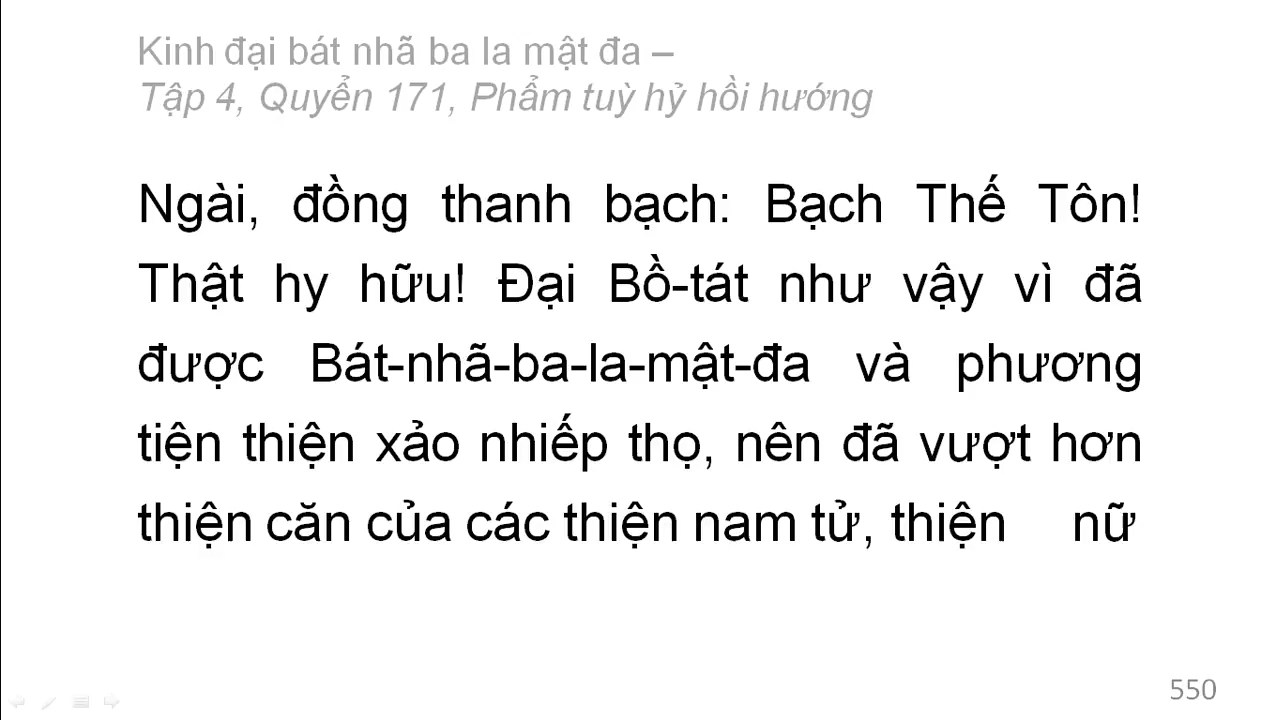 Kinh đại bát nhã ba la mật đa –
Tập 4, Quyển 171, Phẩm tuỳ hỷ hồi hướng
Ngài, đồng thanh bạch: Bạch Thế Tôn!
Thật hy hữu! Đại Bồ-tát như vậy vì đã
được Bát-nhã-ba-la-mật-đa và phương
tiện thiện xảo nhiếp thọ, nên đã vượt hơn
thiện căn của các thiện nam tử, thiện nữ
550